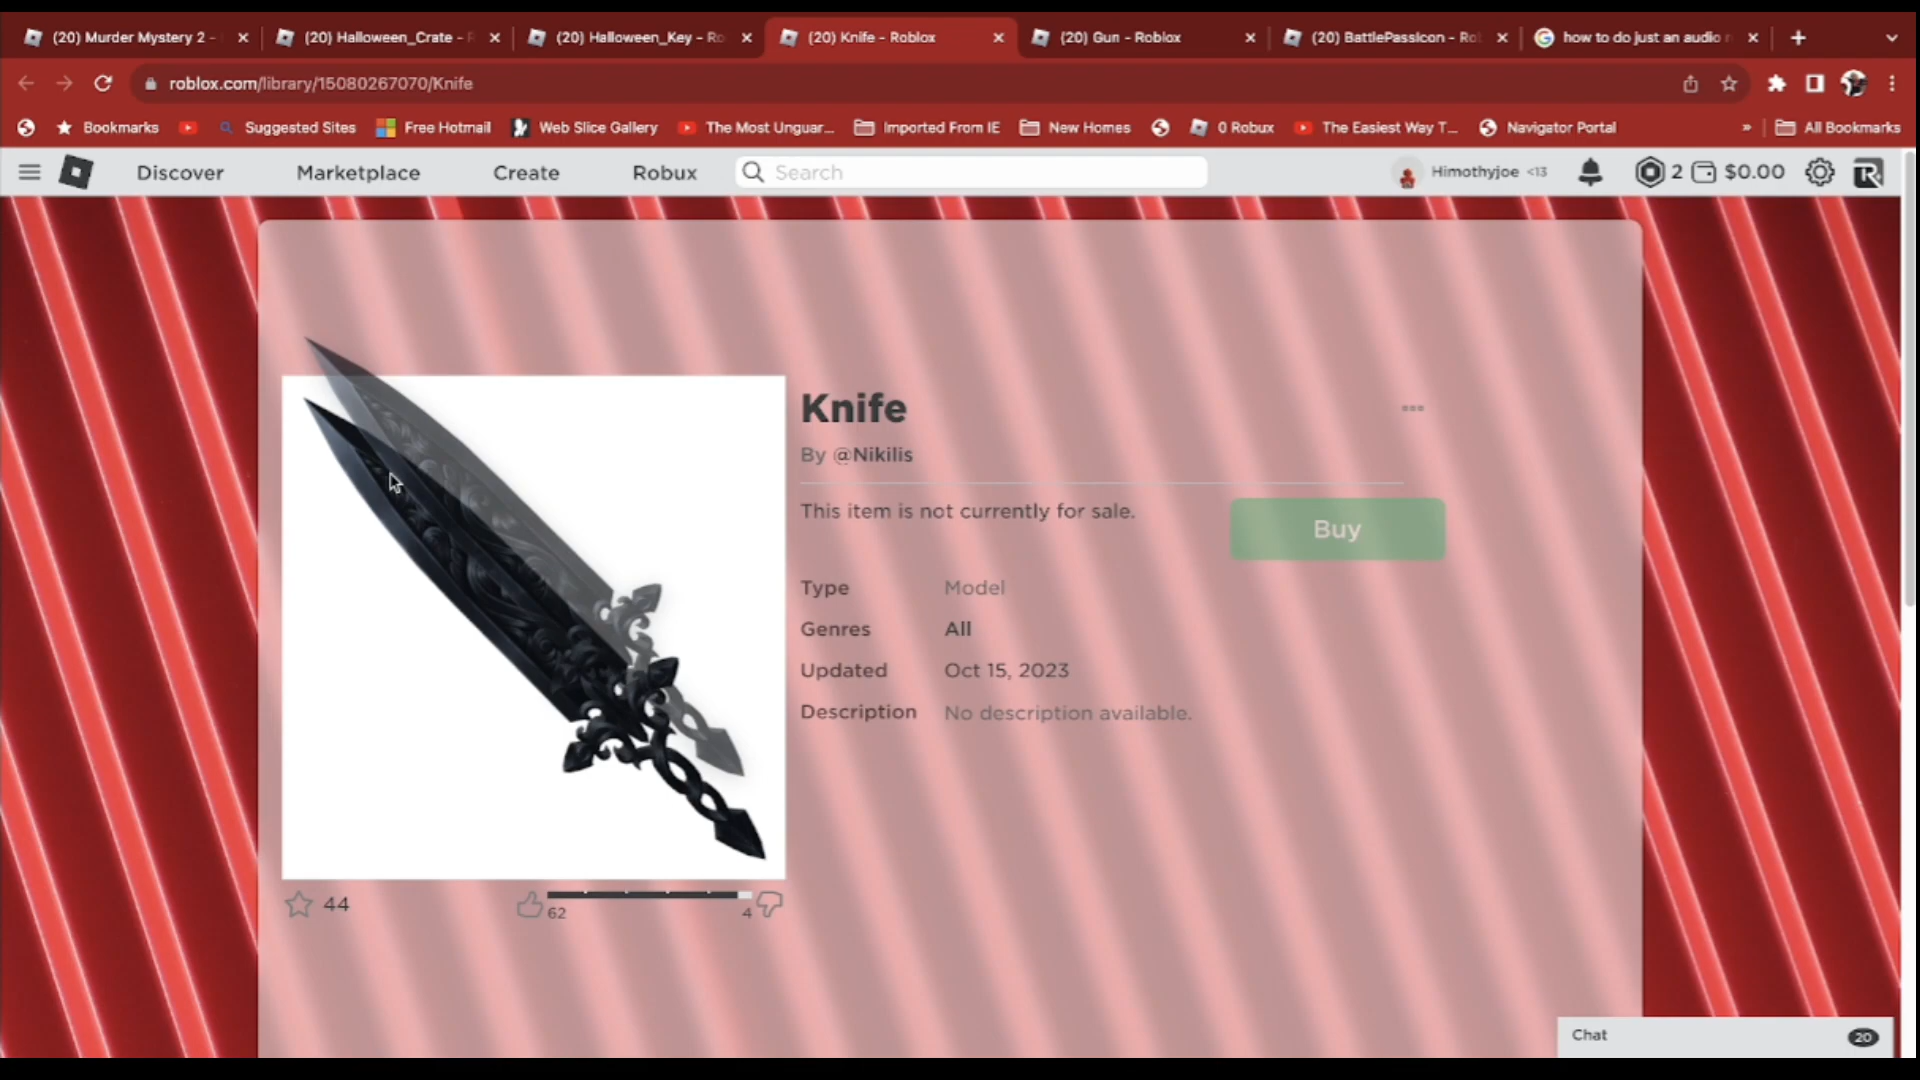 (20) Murder Mystery 2 -
(20) Halloween_Crate -
(20) Halloween_Key - Ro
(20) Knife - Roblox
(20) Gun - Roblox
(20) BattlePassIcon - Ro
how to do just an audio
roblox.com/library/15080267070/Knife
Bookmarks
Suggested Sites
Free Hotmail
Web Slice Gallery
The Most Unguar...
Imported From IE
New Homes
0 Robux
The Easiest Way T...
Navigator Portal
»
All Bookmarks
Discover
Marketplace
Create
Robux
Search
Himothyjoe <13
2
$0.00
Knife
By @Nikilis
This item is not currently for sale.
Buy
Type Model
Genres All
Updated Oct 15, 2023
Description No description available.
44
62
4
Chat
20